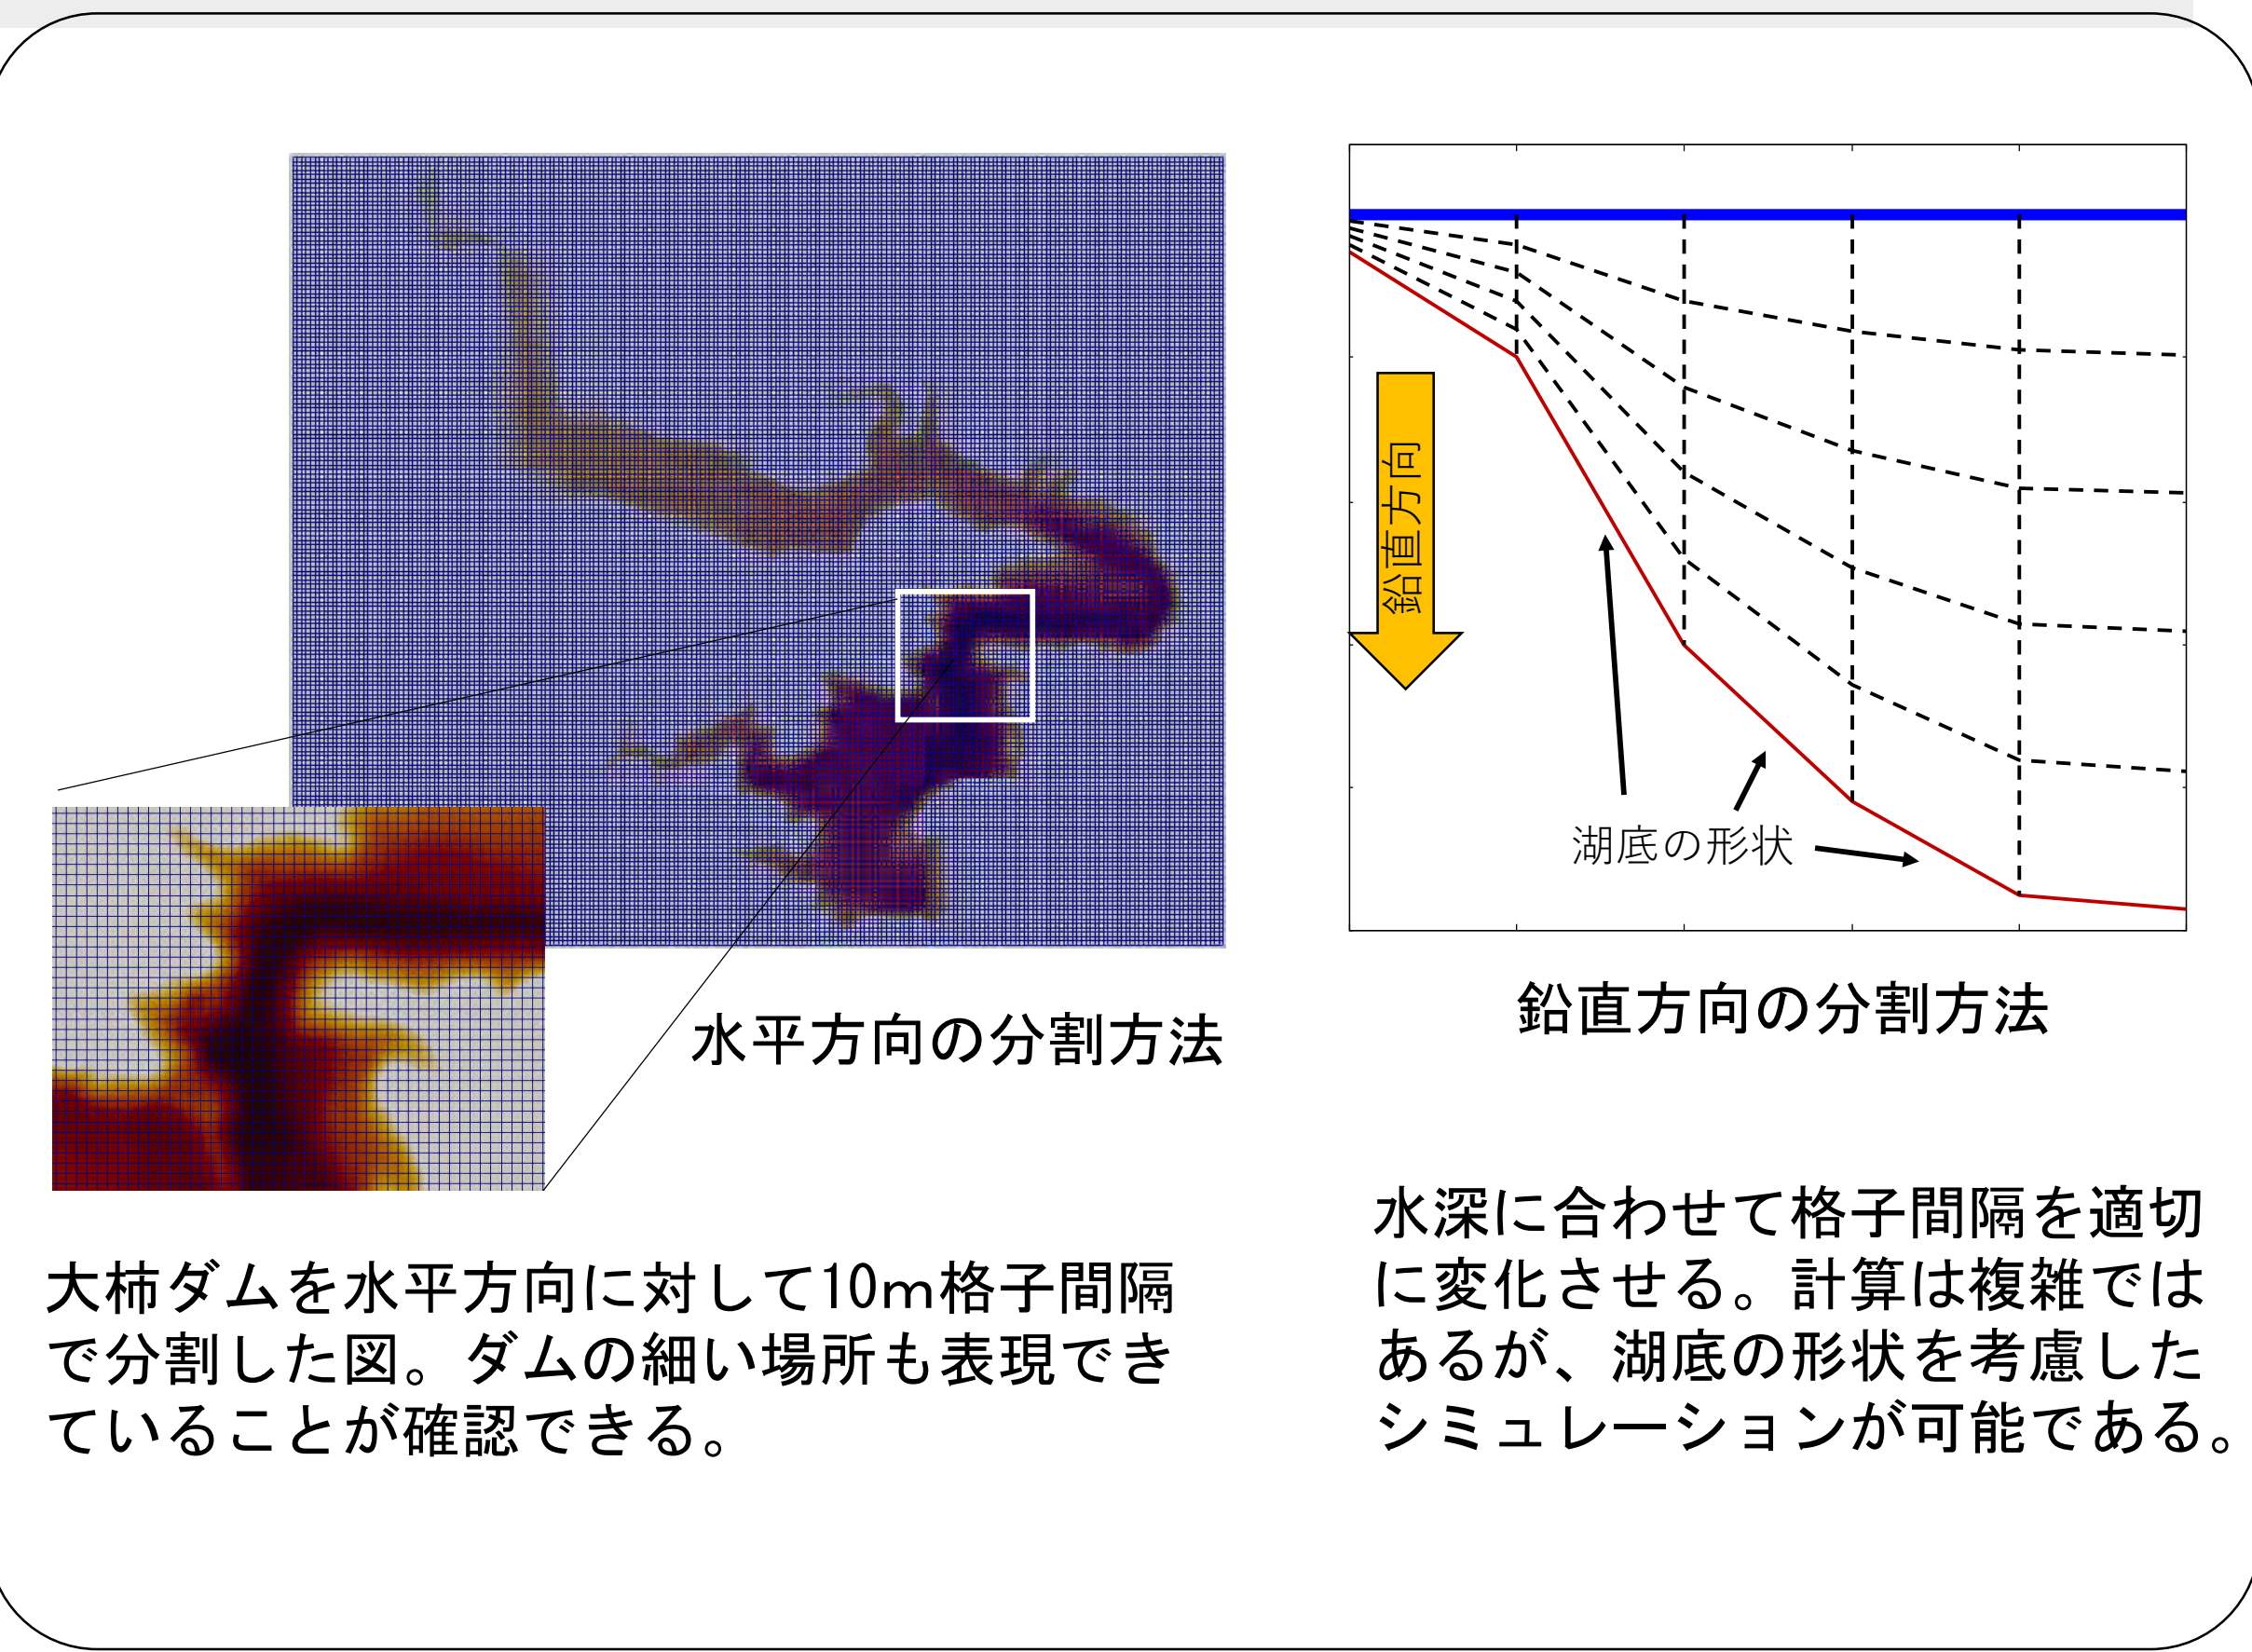 鉛直方向
湖底の形状
水平方向の分割方法
鉛直方向の分割方法
大柿ダムを水平方向に対して10m格子間隔
で分割した図。ダムの細い場所も表現でき
ていることが確認できる。
水深に合わせて格子間隔を適切
に変化させる。計算は複雑では
あるが、湖底の形状を考慮した
シミュレーションが可能である。